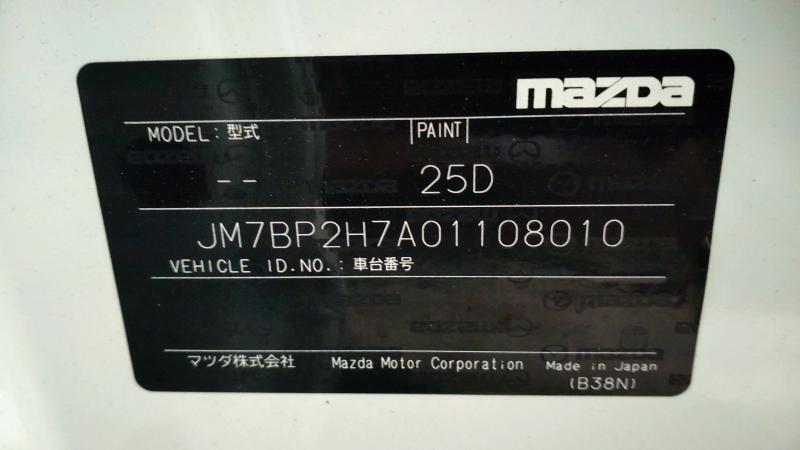 mazda
MODEL: 型式 PAINT
-- 25D
JM7BP2H7A01108010
VEHICLE ID.NO.: 車台番号
マツダ株式会社 Mazda Motor Corporation Made in Japan
(B38N)